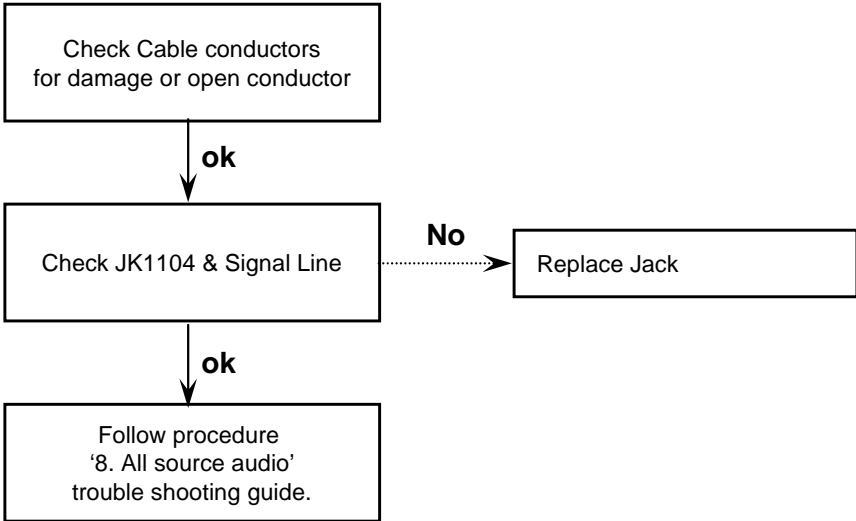 Check Cable conductors
for damage or open conductor
ok
Check JK1104 & Signal Line
No
Replace Jack
ok
Follow procedure
‘8. All source audio’
trouble shooting guide.